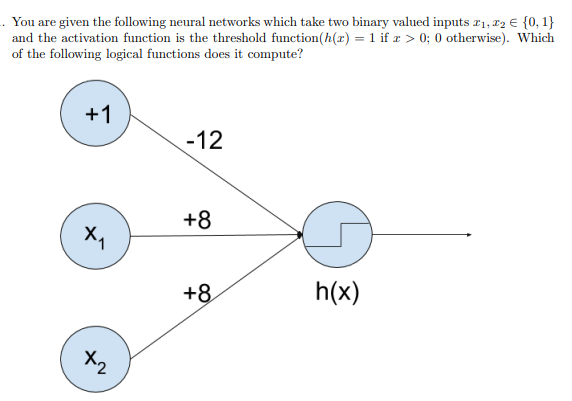 . You are given the following neural networks which take two binary valued inputs x₁, x₂ ∈ {0, 1}
and the activation function is the threshold function(h(x) = 1 if x > 0; 0 otherwise). Which
of the following logical functions does it compute?
+1
-12
+8
X₁
+8
h(x)
X₂